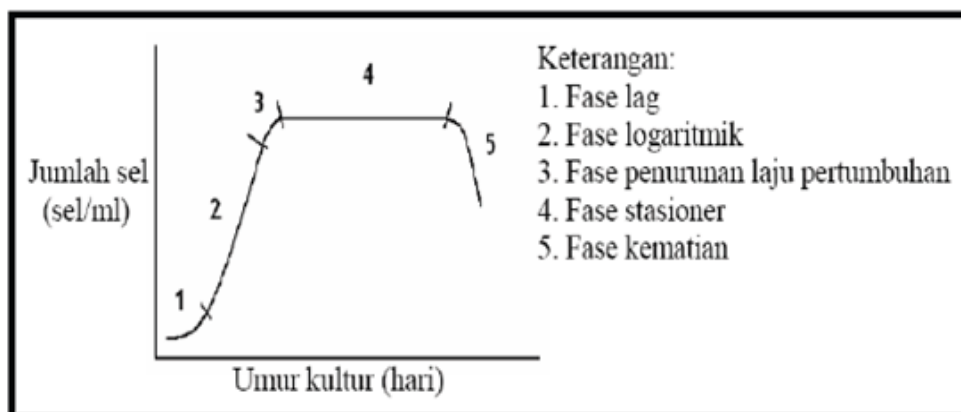 Jumlah sel
(sel/ml)
1
2
3
4
5
Umur kultur (hari)
Keterangan:
1. Fase lag
2. Fase logaritmik
3. Fase penurunan laju pertumbuhan
4. Fase stasioner
5. Fase kematian